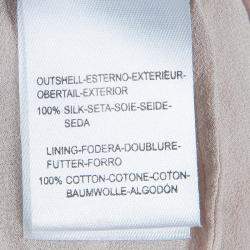 OUTSHELL-ESTERNO-EXTERIEUR-
OBERTAIL-EXTERIOR
100% SILK-SETA-SOIE-SEIDE-
SEDA
LINING-FODERA-DOUBLURE-
FUTTER-FORRO
100% COTTON-COTONE-COTON-
BAUMWOLLE-ALGODÓN